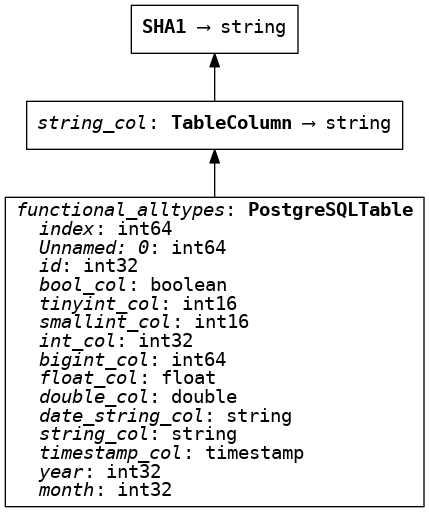 SHA1 → string
string_col: TableColumn → string
functional_alltypes: PostgreSQLTable
index: int64
Unnamed: 0: int64
id: int32
bool_col: boolean
tinyint_col: int16
smallint_col: int16
int_col: int32
bigint_col: int64
float_col: float
double_col: double
date_string_col: string
string_col: string
timestamp_col: timestamp
year: int32
month: int32